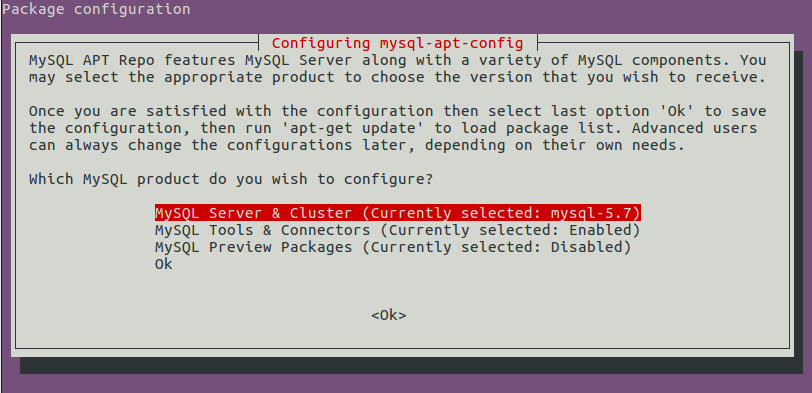 Package configuration
Configuring mysql-apt-config
MySQL APT Repo features MySQL Server along with a variety of MySQL components. You
may select the appropriate product to choose the version that you wish to receive.
Once you are satisfied with the configuration then select last option 'Ok' to save
the configuration, then run 'apt-get update' to load package list. Advanced users
can always change the configurations later, depending on their own needs.
Which MySQL product do you wish to configure?
MySQL Server & Cluster (Currently selected: mysql-5.7)
MySQL Tools & Connectors (Currently selected: Enabled)
MySQL Preview Packages (Currently selected: Disabled)
Ok
<Ok>